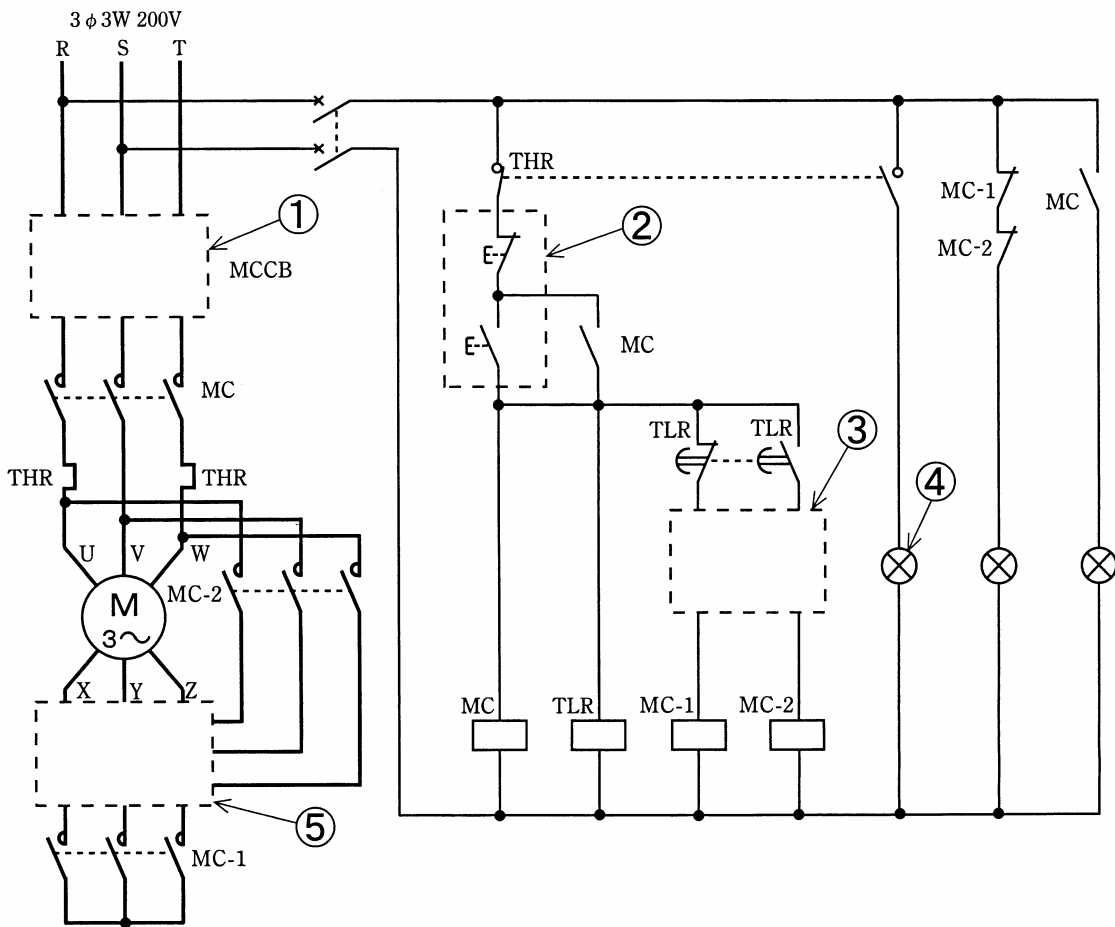 3φ3W 200V
R S T
THR
MC-1
MC
①
②
MC-2
MCCB
MC
MC
TLR TLR
③
THR THR
④
U V W
MC-2
M
3～
X Y Z
MC TLR MC-1 MC-2
⑤
MC-1